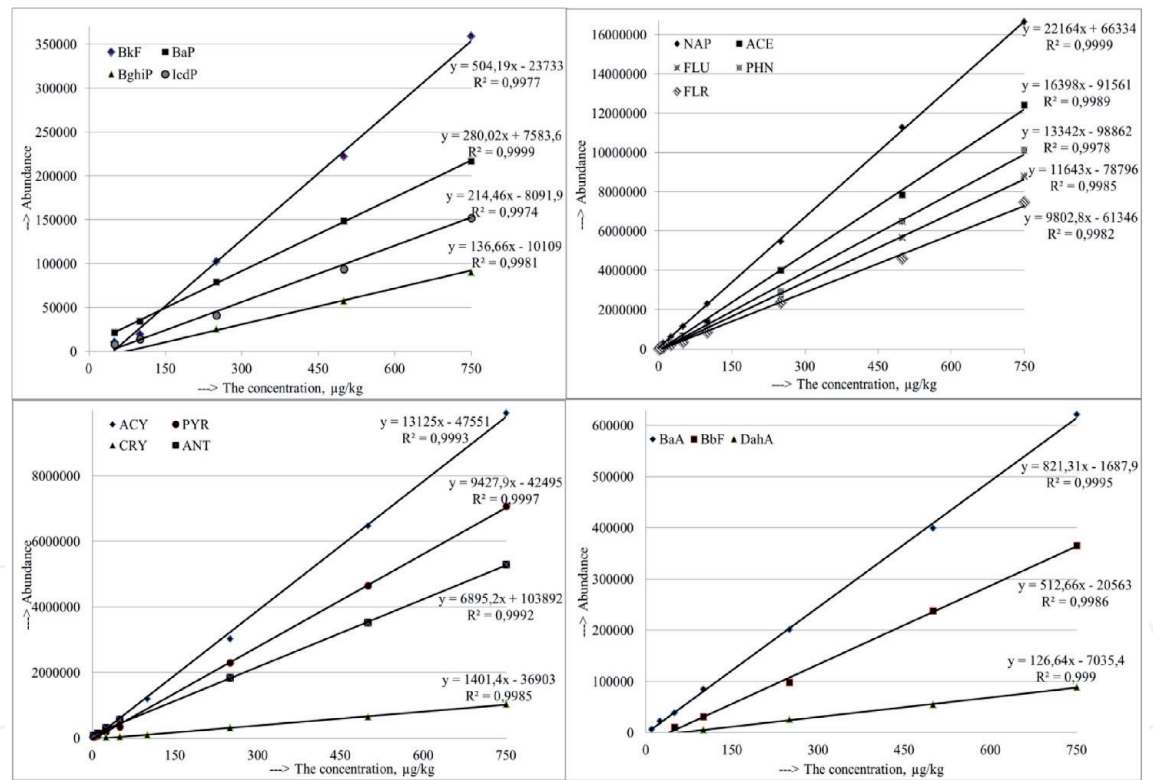 BkF BaP
BghiP IcdP
y = 504,19x - 23733
R² = 0,9977
y = 280,02x + 7583,6
R² = 0,9999
y = 214,46x - 8091,9
R² = 0,9974
y = 136,66x - 10109
R² = 0,9981
350000
300000
250000
200000
150000
100000
50000
0
---> Abundance
0 150 300 450 600 750
---> The concentration, µg/kg
NAP ACE
FLU PHN
FLR
y = 22164x + 66334
R² = 0,9999
y = 16398x - 91561
R² = 0,9989
y = 13342x - 98862
R² = 0,9978
y = 11643x - 78796
R² = 0,9985
y = 9802,8x - 61346
R² = 0,9982
16000000
14000000
12000000
10000000
8000000
6000000
4000000
2000000
0
---> Abundance
0 150 300 450 600 750
---> The concentration, µg/kg
ACY PYR
CRY ANT
y = 13125x - 47551
R² = 0,9993
y = 9427,9x - 42495
R² = 0,9997
y = 6895,2x + 103892
R² = 0,9992
y = 1401,4x - 36903
R² = 0,9985
8000000
6000000
4000000
2000000
0
---> Abundance
0 150 300 450 600 750
---> The concentration, µg/kg
BaA BbF DahA
y = 821,31x - 1687,9
R² = 0,9995
y = 512,66x - 20563
R² = 0,9986
y = 126,64x - 7035,4
R² = 0,999
600000
500000
400000
300000
200000
100000
0
---> Abundance
0 150 300 450 600 750
---> The concentration, µg/kg